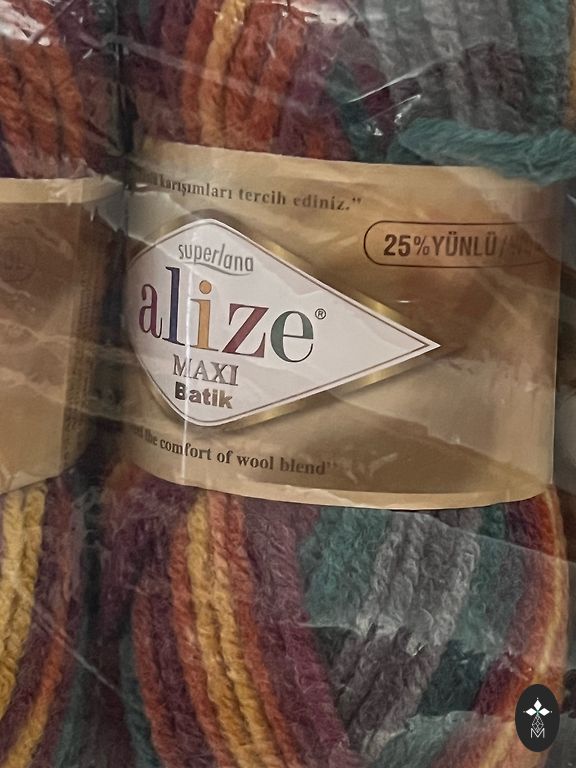 karışımları tercih ediniz."
25%YÜNLÜ/
superlana
alize®
MAXI
Batik
the comfort of wool blend"
M